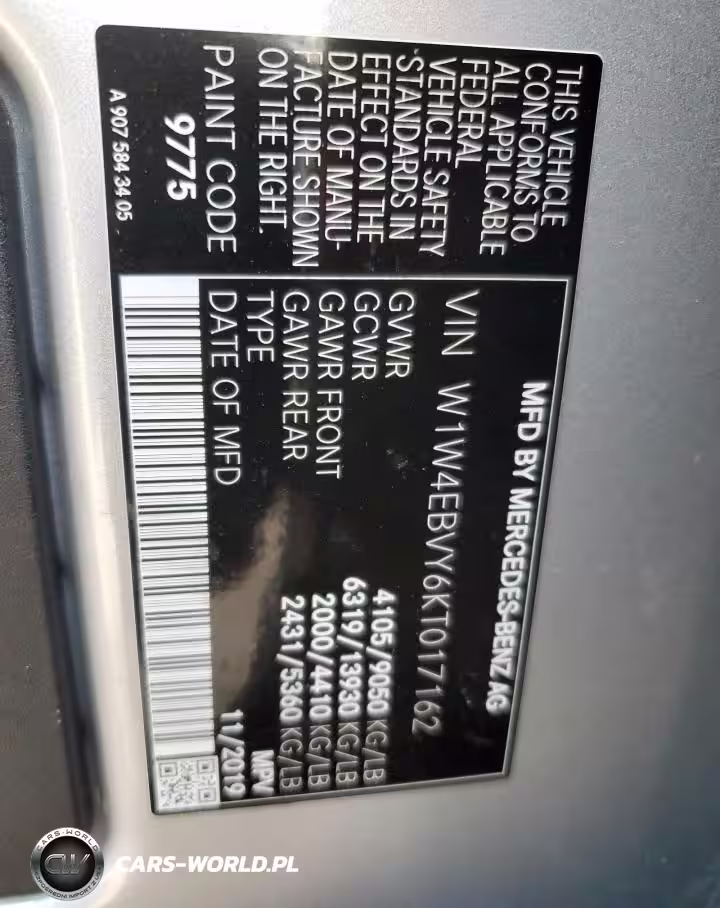 MFD BY MERCEDES-BENZ AG
THIS VEHICLE
CONFORMS TO
ALL APPLICABLE
FEDERAL
VEHICLE SAFETY
STANDARDS IN
EFFECT ON THE
DATE OF MANU-
FACTURE SHOWN
ON THE RIGHT.
PAINT CODE
9775
A 907 584 34 05
VIN W1W4EBVY6KT017162
GVWR 4105/9050 KG/LB
GCWR 6319/13930 KG/LB
GAWR FRONT 2000/4410 KG/LB
GAWR REAR 2431/5360 KG/LB
TYPE MPV
DATE OF MFD 11/2019
CARS-WORLD
CW
CARS-WORLD.PL